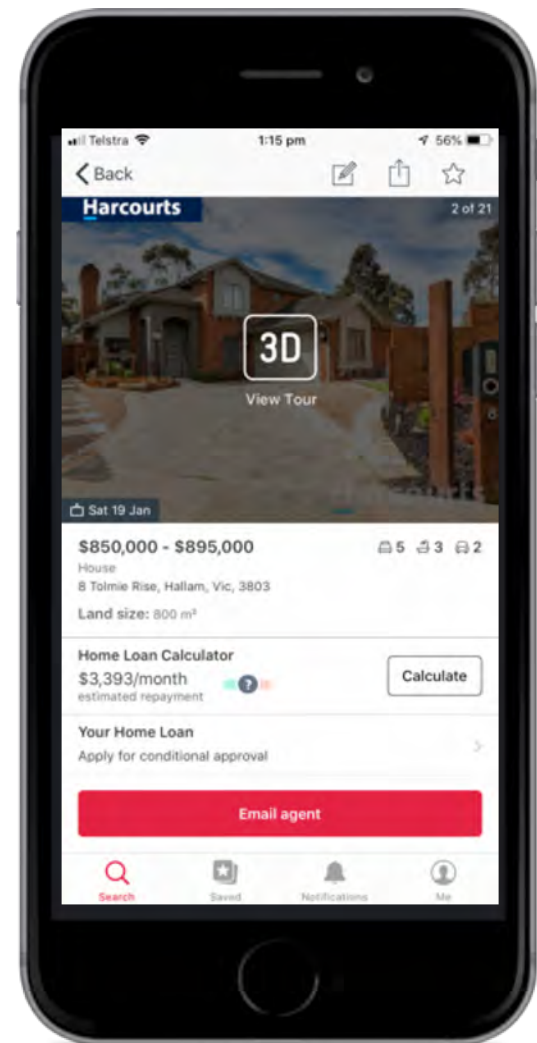 Telstra 1:15 pm 56%
Back
Harcourts 2 of 21
3D
View Tour
Harcourts
Sat 19 Jan
$850,000 - $895,000 5 3 2
House
8 Tolmie Rise, Hallam, Vic, 3803
Land size: 800 m²
Home Loan Calculator
$3,393/month ? Calculate
estimated repayment
Your Home Loan
Apply for conditional approval
Email agent
Search Saved Notifications Me